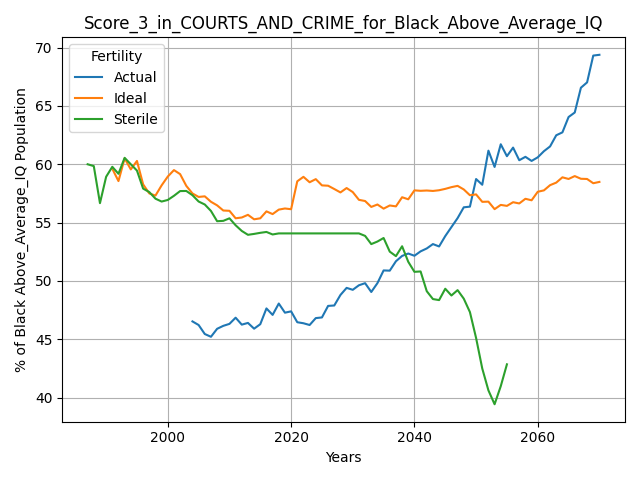 Score_3_in_COURTS_AND_CRIME_for_Black_Above_Average_IQ
Fertility
Actual
Ideal
Sterile
% of Black Above_Average_IQ Population
70
65
60
55
50
45
40
2000
2020
2040
2060
Years